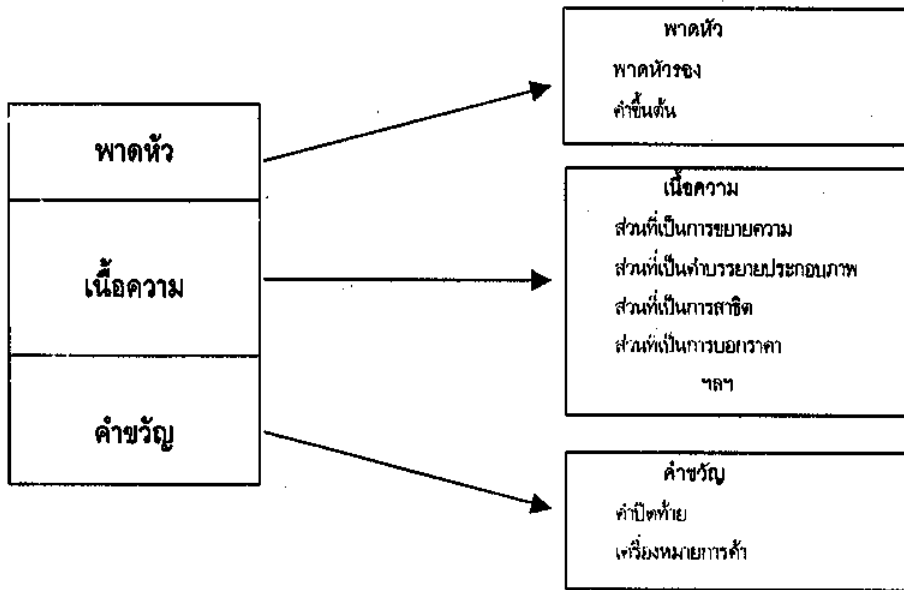 พาดหัว
เนื้อความ
คำขวัญ
พาดหัว
พาดหัวรอง
คำขึ้นต้น
เนื้อความ
ส่วนที่เป็นการขยายความ
ส่วนที่เป็นคำบรรยายประกอบภาพ
ส่วนที่เป็นการสาธิต
ส่วนที่เป็นการบอกราคา
ฯลฯ
คำขวัญ
คำปิดท้าย
เครื่องหมายการค้า